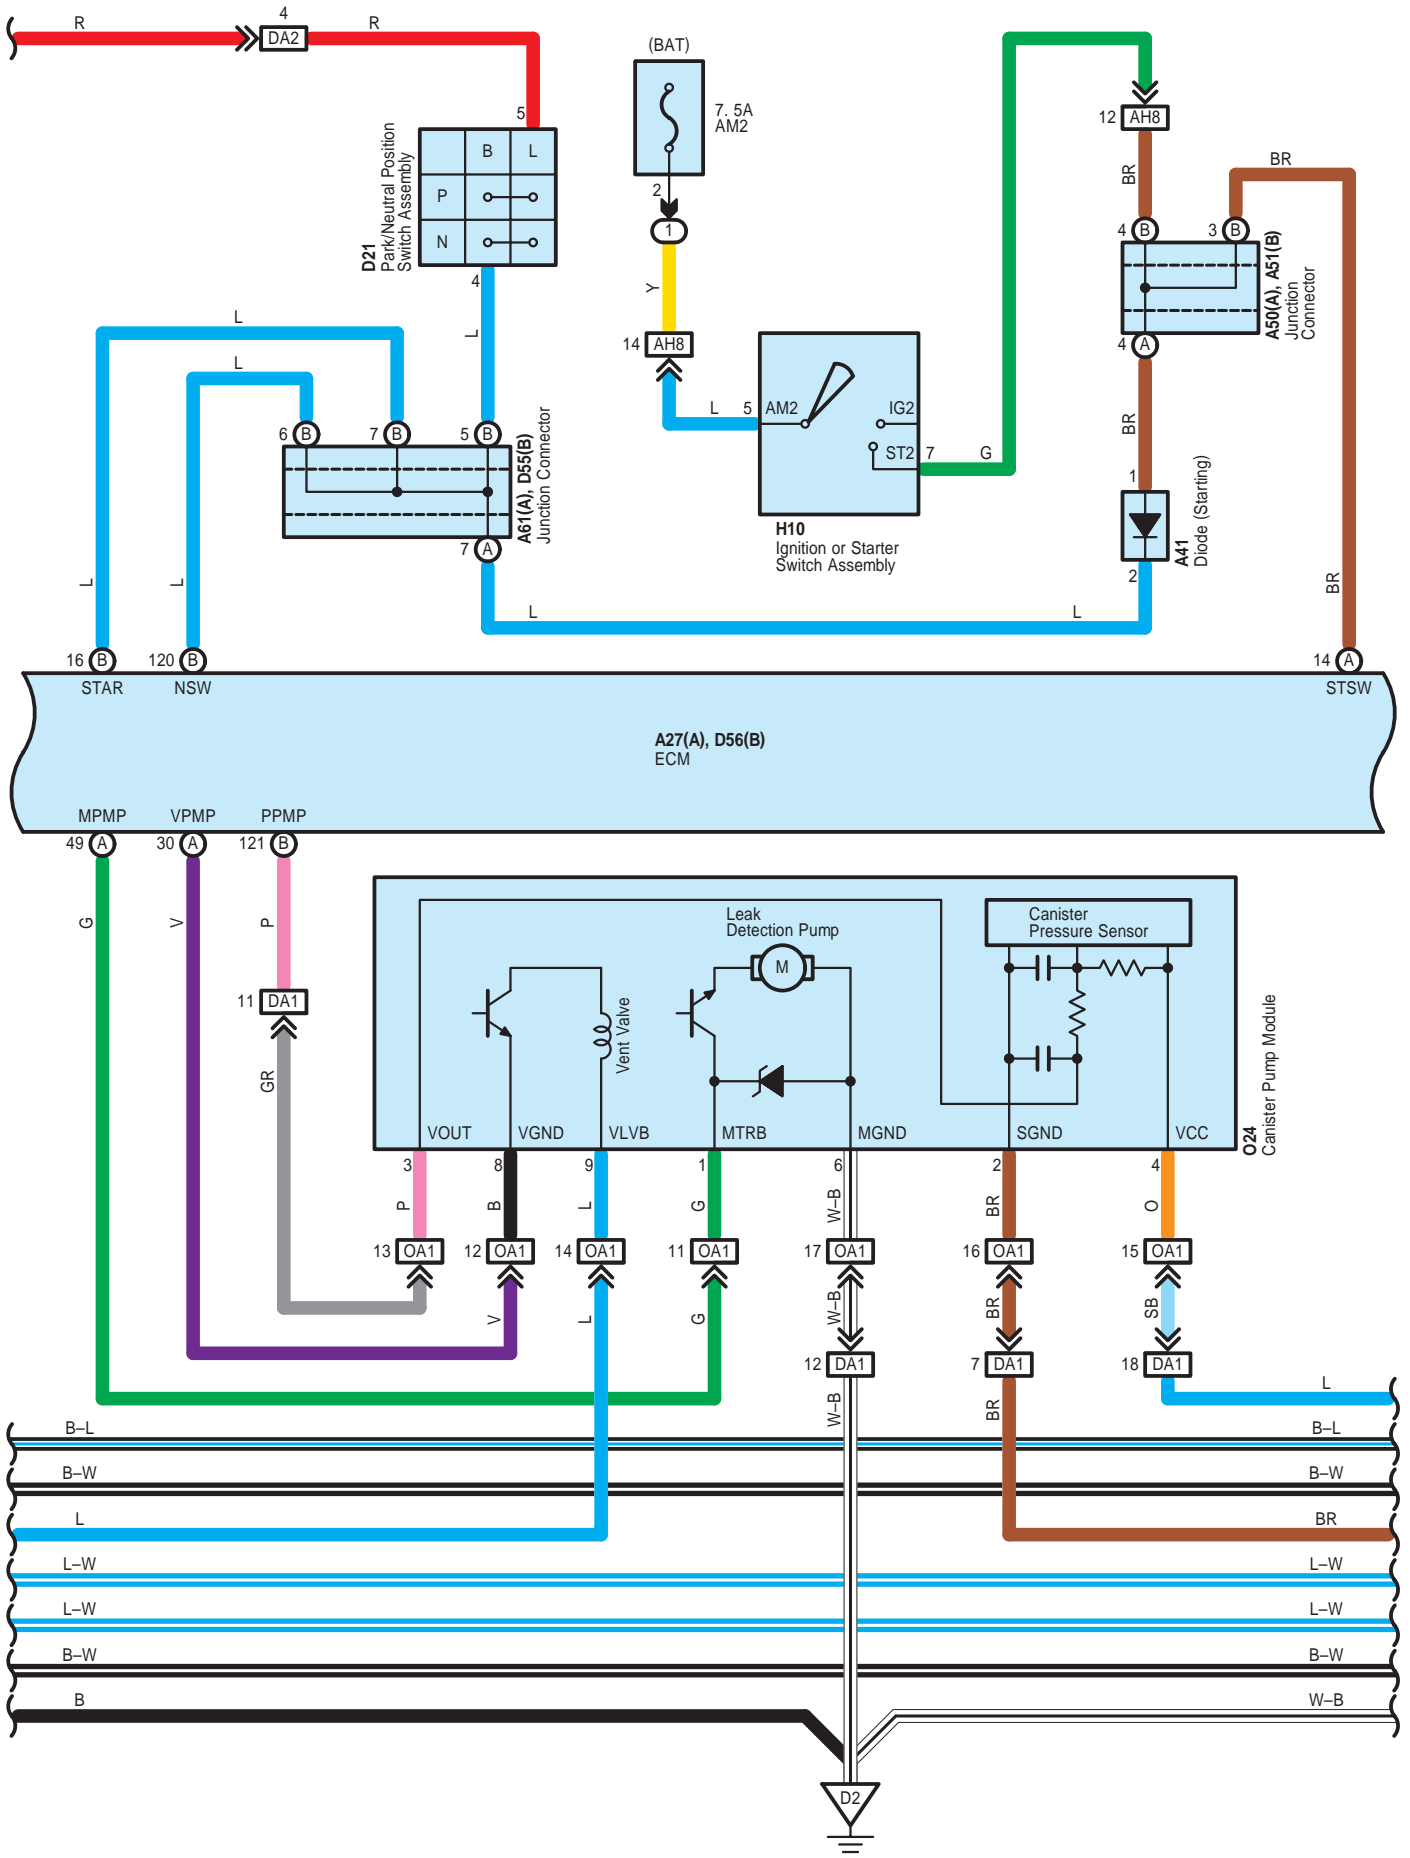 R
4
DA2
R
5
B L
P
N
D21
Park/Neutral Position
Switch Assembly
4
L
(BAT)
7. 5A
AM2
2
1
Y
14 AH8
L 5
AM2
IG2
ST2
7 G
H10
Ignition or Starter
Switch Assembly
12 AH8
BR
BR
4 B
3 B
A50(A), A51(B)
Junction
Connector
4 A
BR
1
A41
Diode (Starting)
2
BR
L
L
6 B
7 B
5 B
A61(A), D55(B)
Junction Connector
7 A
L
L
L
L
16 B
120 B
14 A
STAR
NSW
STSW
A27(A), D56(B)
ECM
MPMP
VPMP
PPMP
49 A
30 A
121 B
G
V
P
11 DA1
GR
Leak
Detection Pump
M
Canister
Pressure Sensor
Vent Valve
VOUT
VGND
VLVB
MTRB
MGND
SGND
VCC
O24
Canister Pump Module
3
8
9
1
6
2
4
P
B
L
G
W–B
BR
O
13 OA1
12 OA1
14 OA1
11 OA1
17 OA1
16 OA1
15 OA1
V
L
G
W–B
BR
SB
12 DA1
7 DA1
18 DA1
W–B
BR
L
B–L
B–L
B–W
B–W
L
BR
L–W
L–W
L–W
L–W
B–W
B–W
B
W–B
D2